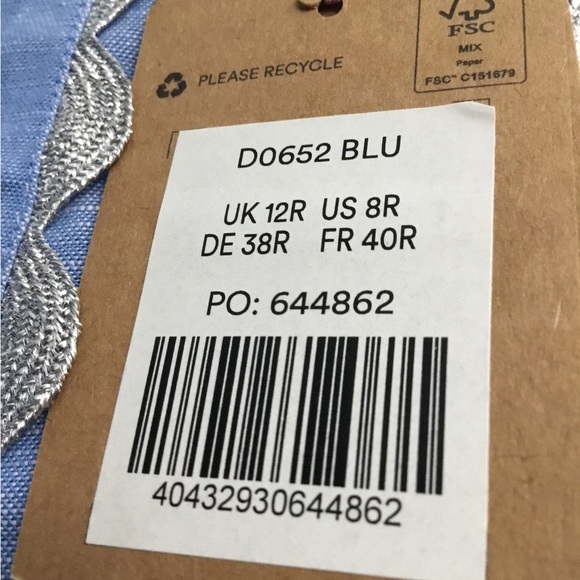 FSC
MIX
Paper
FSC™ C151679
PLEASE RECYCLE
D0652 BLU
UK 12R US 8R
DE 38R FR 40R
PO: 644862
40432930644862